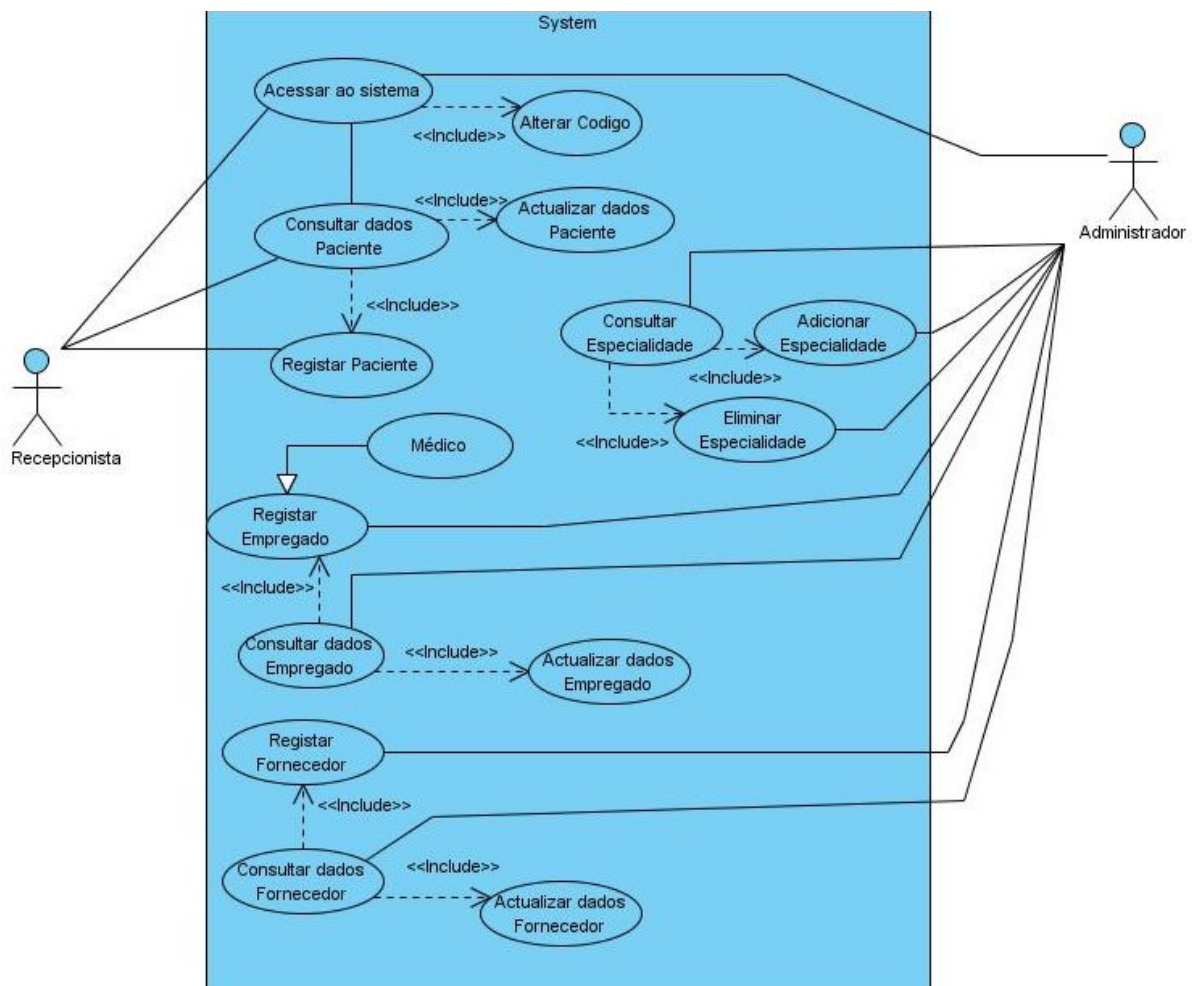 System
Acessar ao sistema
<<Include>>
Alterar Codigo
Consultar dados
Paciente
<<Include>>
Actualizar dados
Paciente
<<Include>>
Registar Paciente
Recepcionista
Administrador
Consultar
Especialidade
<<Include>>
Adicionar
Especialidade
<<Include>>
Eliminar
Especialidade
Médico
Registar
Empregado
<<Include>>
Consultar dados
Empregado
<<Include>>
Actualizar dados
Empregado
Registar
Fornecedor
<<Include>>
Consultar dados
Fornecedor
<<Include>>
Actualizar dados
Fornecedor